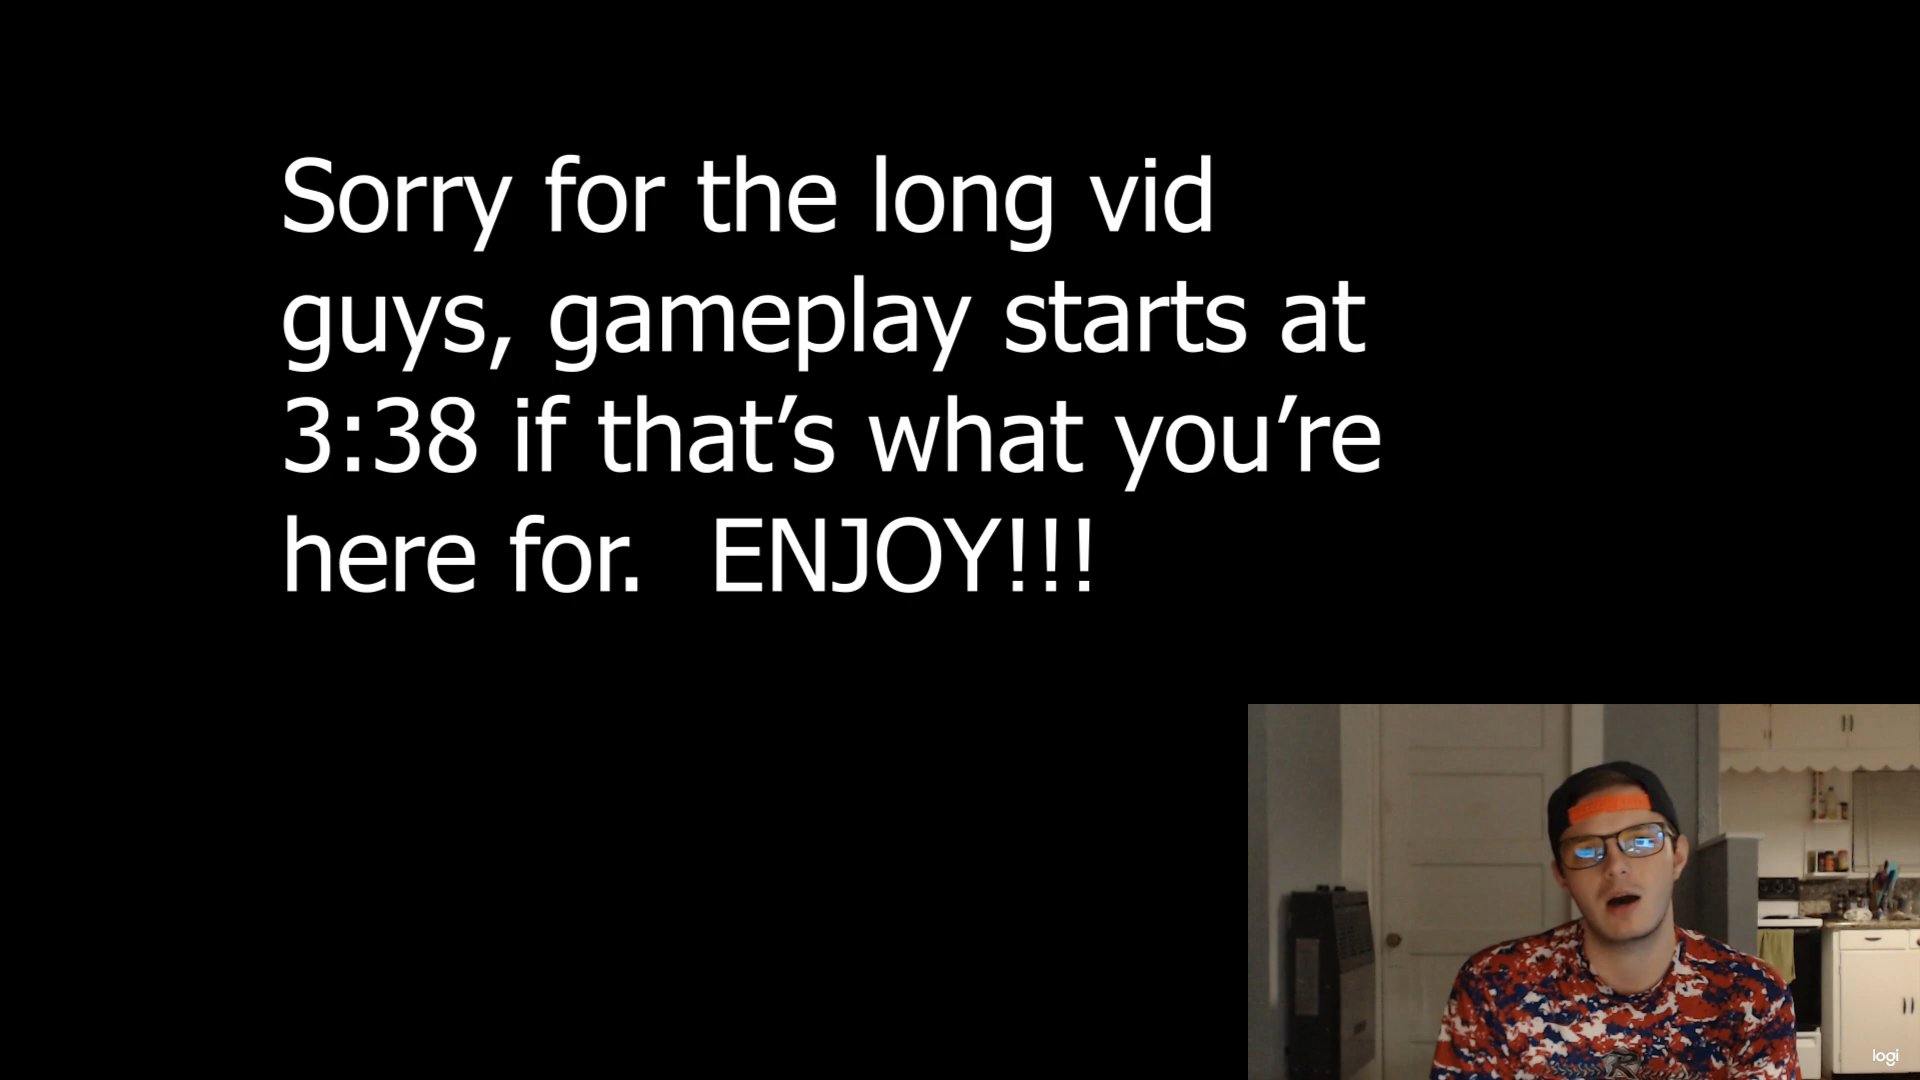 Sorry for the long vid
guys, gameplay starts at
3:38 if that’s what you’re
here for.  ENJOY!!!
logi